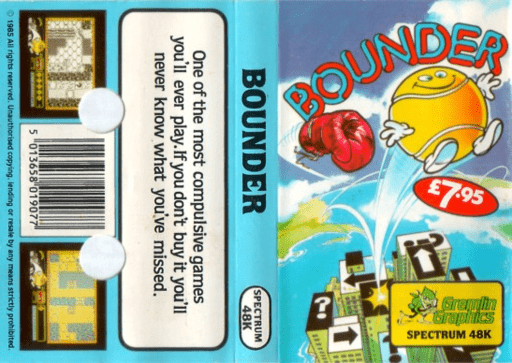 © 1985 All rights reserved. Unauthorised copying, lending or resale by any means strictly prohibited.
5 013658 019077
One of the most compulsive games
you'll ever play.If you don't buy it you'll
never know what you've missed.
BOUNDER
SPECTRUM
48K
BOUNDER
£7.95
?
?
Gremlin
Graphics
SPECTRUM 48K